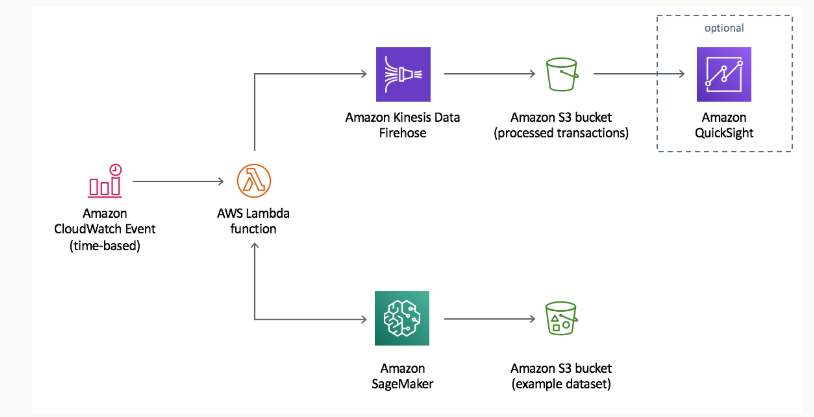 optional
Amazon Kinesis Data
Firehose
Amazon S3 bucket
(processed transactions)
Amazon
QuickSight
Amazon
CloudWatch Event
(time-based)
AWS Lambda
function
Amazon
SageMaker
Amazon S3 bucket
(example dataset)